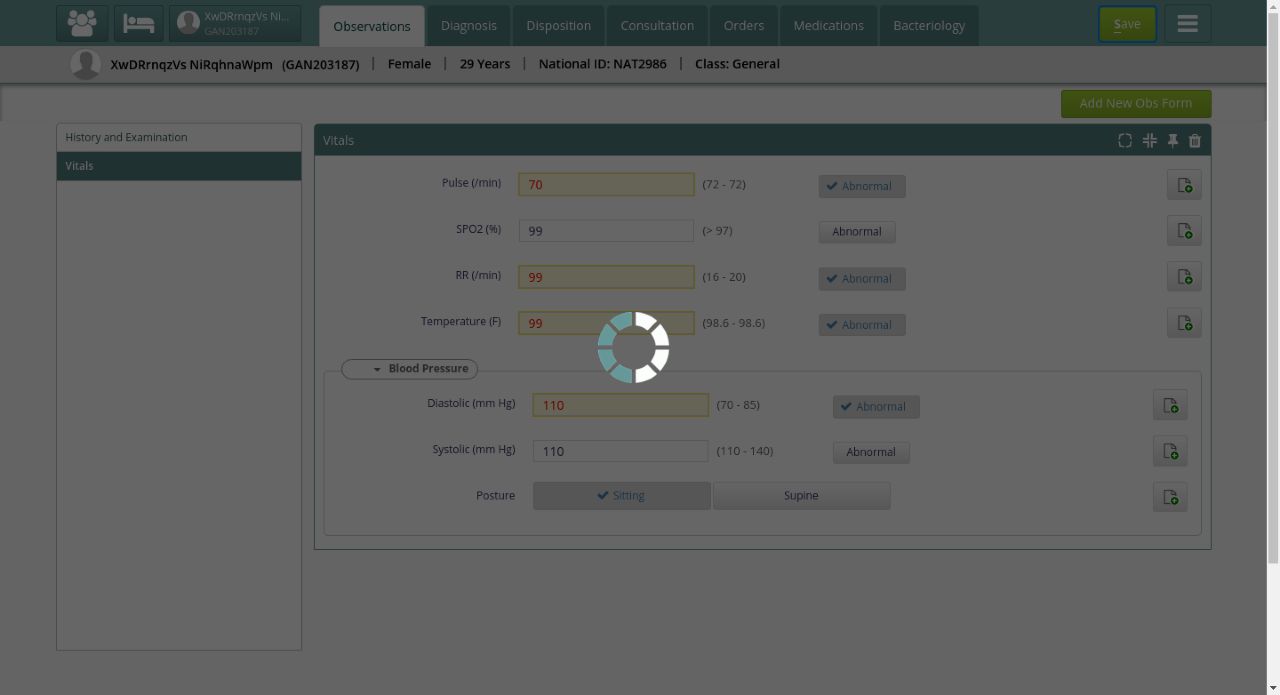 XwDRrnqzVs Ni...
GAN203187
Observations
Diagnosis
Disposition
Consultation
Orders
Medications
Bacteriology
Save
XwDRrnqzVs NiRqhnaWpm (GAN203187) | Female | 29 Years | National ID: NAT2986 | Class: General
Add New Obs Form
History and Examination
Vitals
Vitals
Pulse (/min) 70 (72 - 72) Abnormal
SPO2 (%) 99 (> 97) Abnormal
RR (/min) 99 (16 - 20) Abnormal
Temperature (F) 99 (98.6 - 98.6) Abnormal
Blood Pressure
Diastolic (mm Hg) 110 (70 - 85) Abnormal
Systolic (mm Hg) 110 (110 - 140) Abnormal
Posture Sitting Supine